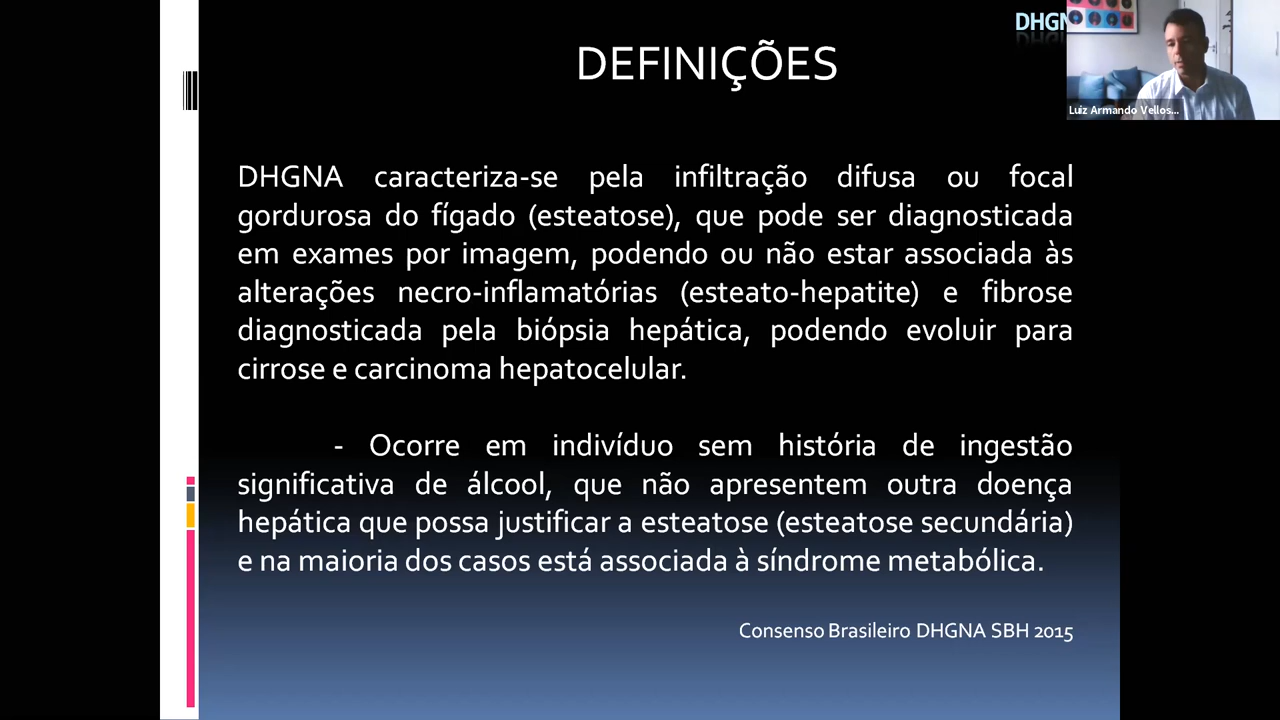 DHGN
DEFINIÇÕES
Luiz Armando Vellos...
DHGNA caracteriza-se pela infiltração difusa ou focal
gordurosa do fígado (esteatose), que pode ser diagnosticada
em exames por imagem, podendo ou não estar associada às
alterações necro-inflamatórias (esteato-hepatite) e fibrose
diagnosticada pela biópsia hepática, podendo evoluir para
cirrose e carcinoma hepatocelular.
- Ocorre em indivíduo sem história de ingestão
significativa de álcool, que não apresentem outra doença
hepática que possa justificar a esteatose (esteatose secundária)
e na maioria dos casos está associada à síndrome metabólica.
Consenso Brasileiro DHGNA SBH 2015